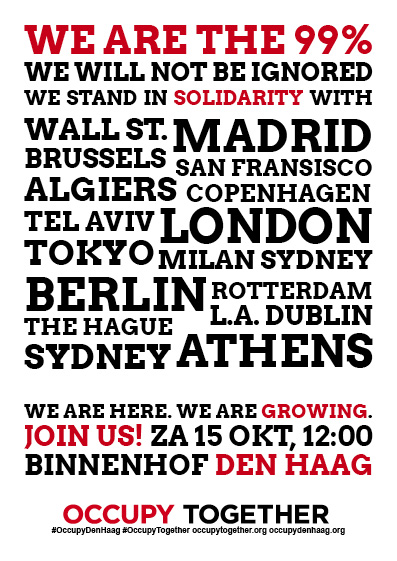 WE ARE THE 99%
WE WILL NOT BE IGNORED
WE STAND IN SOLIDARITY WITH
WALL ST. MADRID
BRUSSELS SAN FRANSISCO
ALGIERS COPENHAGEN
TEL AVIV LONDON
TOKYO MILAN SYDNEY
BERLIN ROTTERDAM
L.A. DUBLIN
THE HAGUE
SYDNEY ATHENS
WE ARE HERE. WE ARE GROWING.
JOIN US! ZA 15 OKT, 12:00
BINNENHOF DEN HAAG
OCCUPY TOGETHER
#OccupyDenHaag #OccupyTogether occupytogether.org occupydenhaag.org